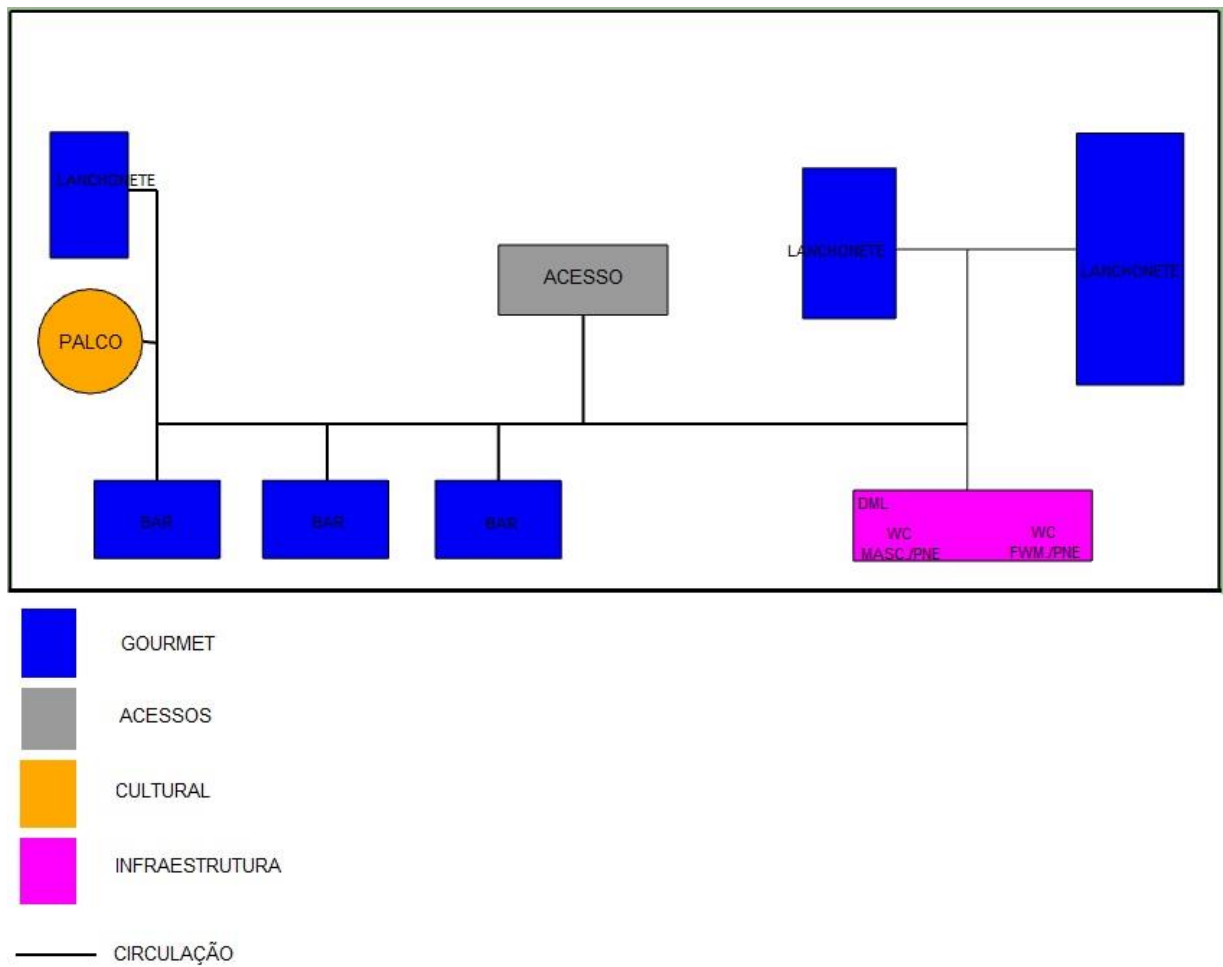 LANCHONETE
LANCHONETE
LANCHONETE
ACESSO
PALCO
BAR
BAR
BAR
DML
WC
MASC./PNE
WC
FWM./PNE
GOURMET
ACESSOS
CULTURAL
INFRAESTRUTURA
CIRCULAÇÃO